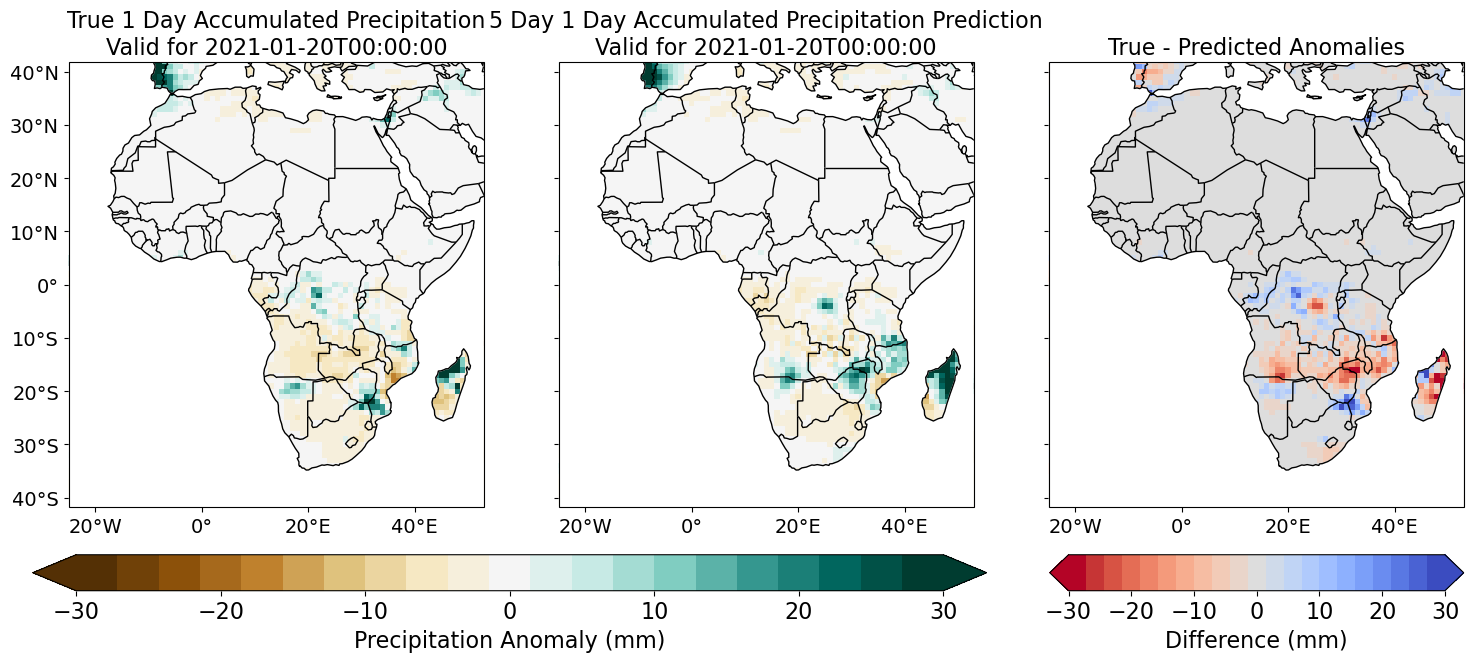 True 1 Day Accumulated Precipitation
Valid for 2021-01-20T00:00:00
5 Day 1 Day Accumulated Precipitation Prediction
Valid for 2021-01-20T00:00:00
True - Predicted Anomalies
40°N
30°N
20°N
10°N
0°
10°S
20°S
30°S
40°S
20°W 0° 20°E 40°E
20°W 0° 20°E 40°E
20°W 0° 20°E 40°E
−30 −20 −10 0 10 20 30
Precipitation Anomaly (mm)
−30 −20 −10 0 10 20 30
Difference (mm)